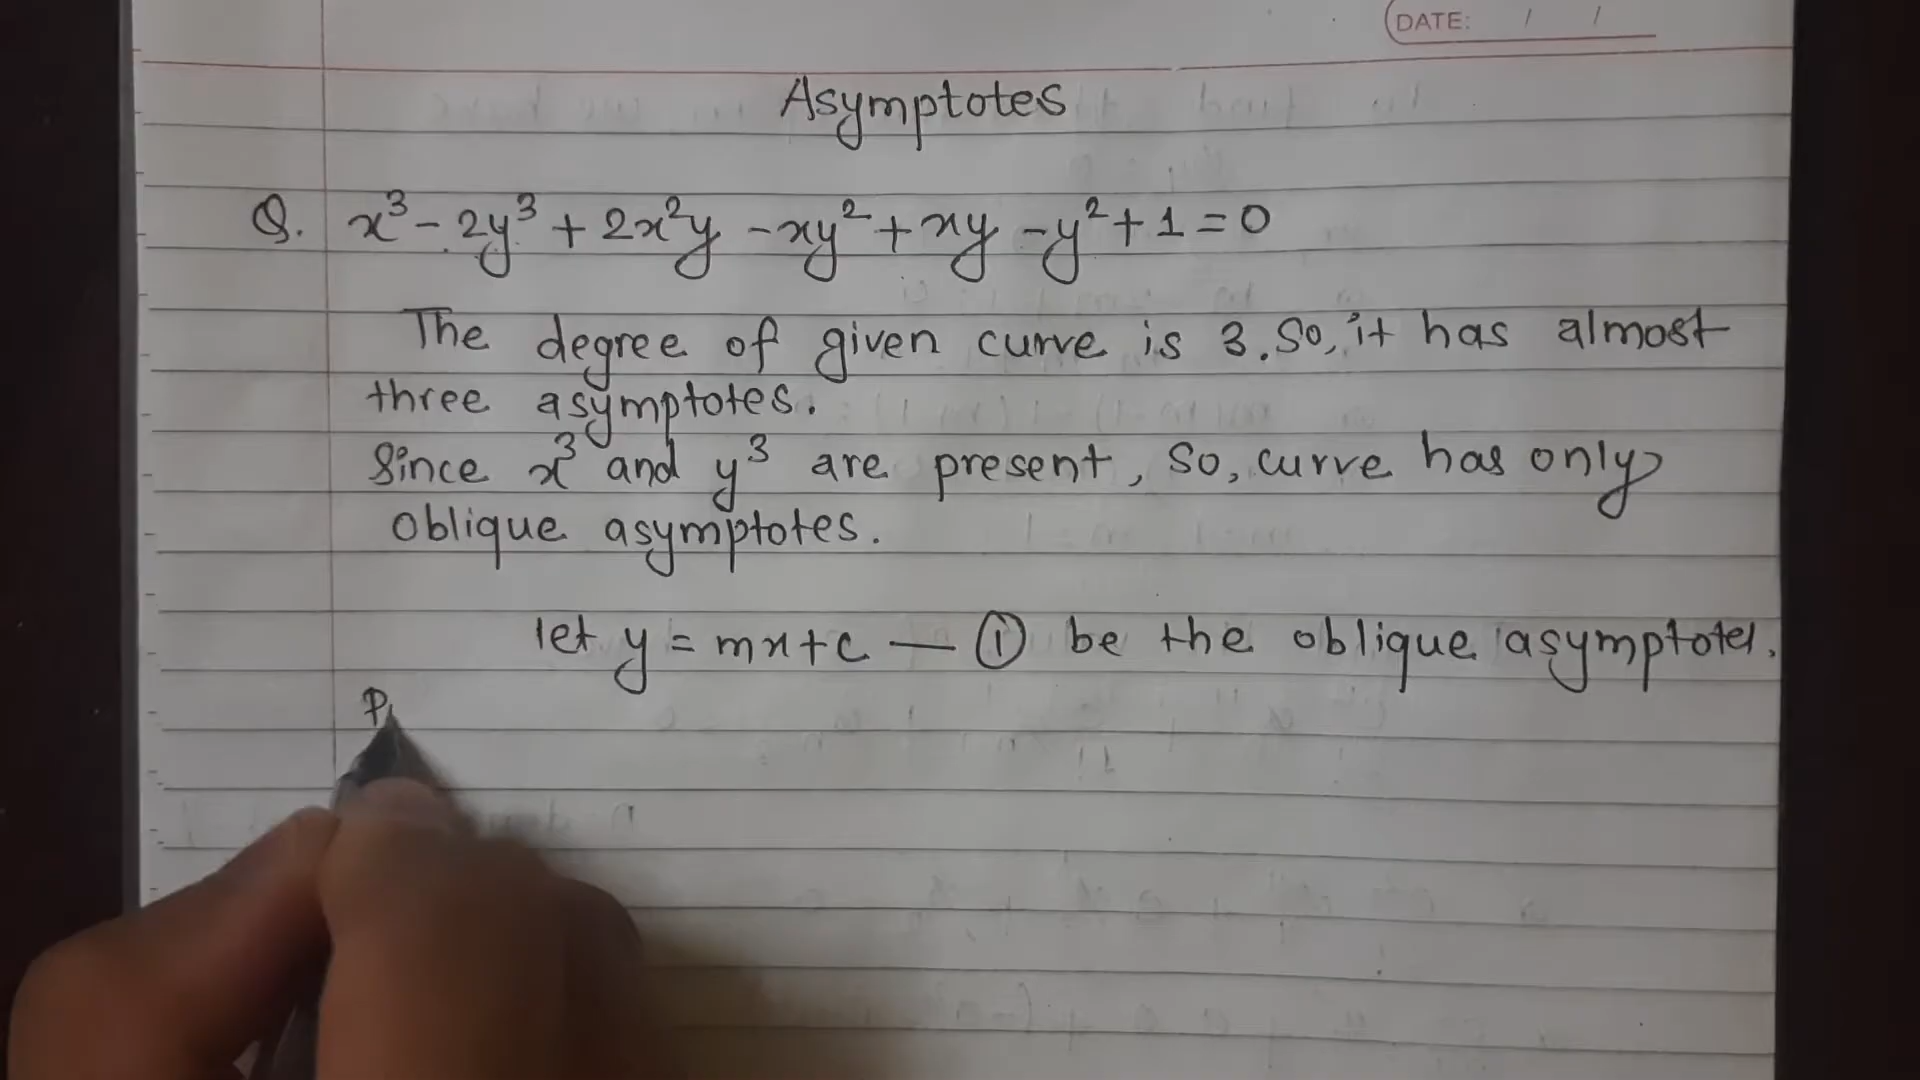 DATE: / /
Asymptotes
Q. x³ - 2y³ + 2x²y - xy² + xy - y² + 1 = 0
The degree of given curve is 3. So, it has almost
three asymptotes.
Since x³ and y³ are present, so, curve has only
oblique asymptotes.
let y = mx + c — ① be the oblique asymptotes.
P